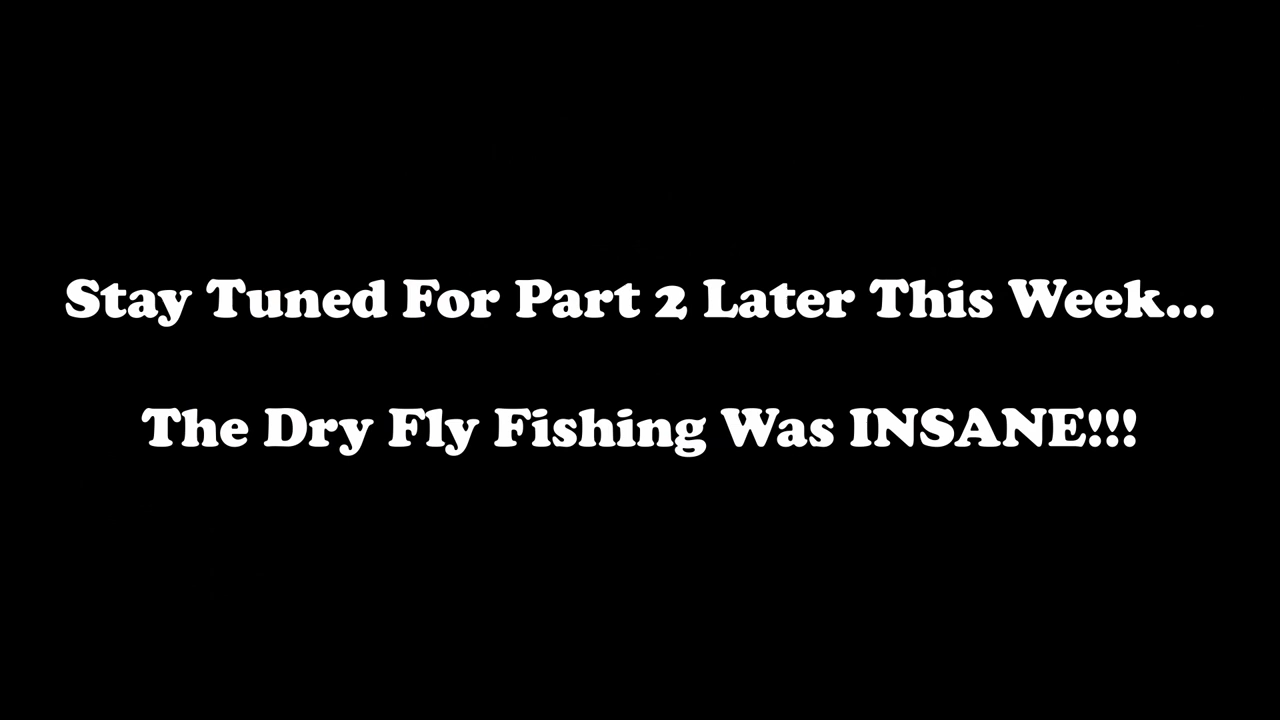 Stay Tuned For Part 2 Later This Week...
The Dry Fly Fishing Was INSANE!!!